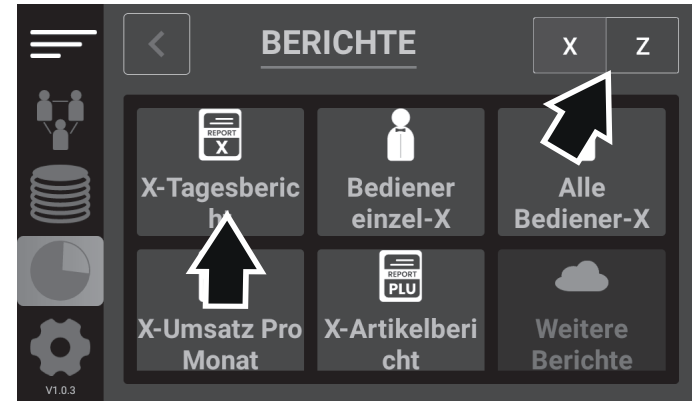 BERICHTE
X Z
REPORT
X
X-Tagesberic
Bediener
einzel-X
Alle
Bediener-X
X-Umsatz Pro
Monat
REPORT
PLU
X-Artikelberi
cht
Weitere
Berichte
V1.0.3